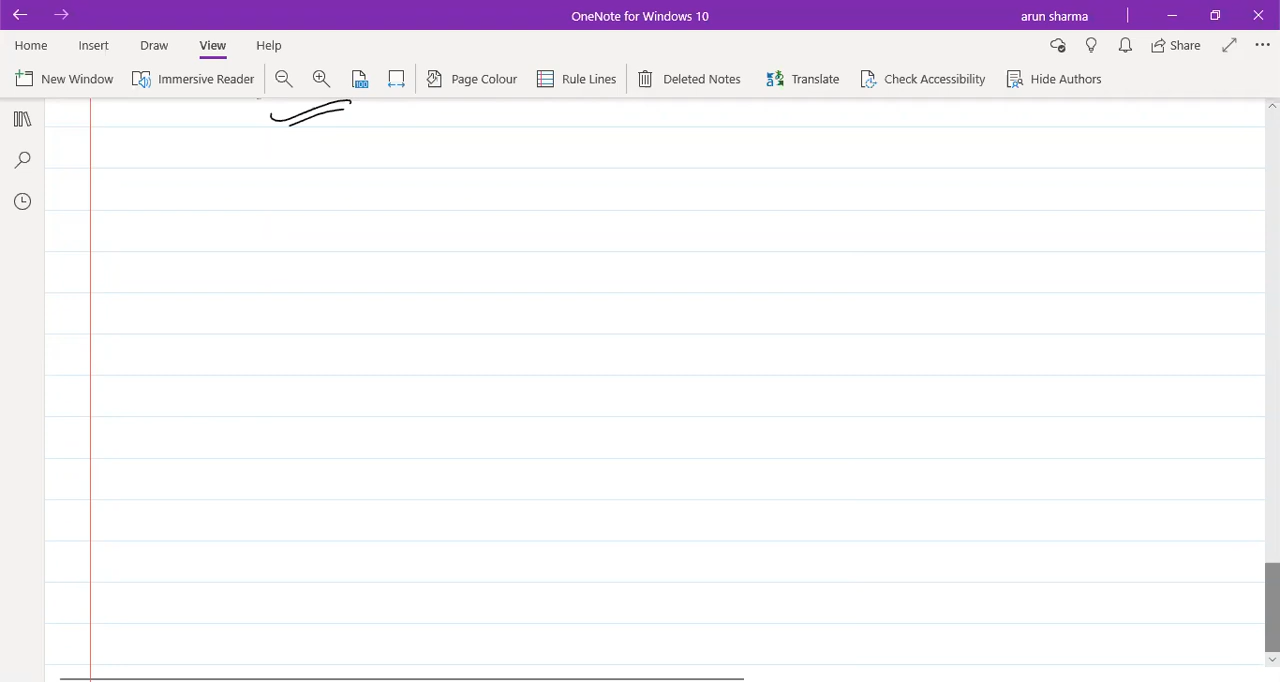 OneNote for Windows 10
arun sharma
Home Insert Draw View Help
Share
New Window Immersive Reader 100 Page Colour Rule Lines Deleted Notes Translate Check Accessibility Hide Authors